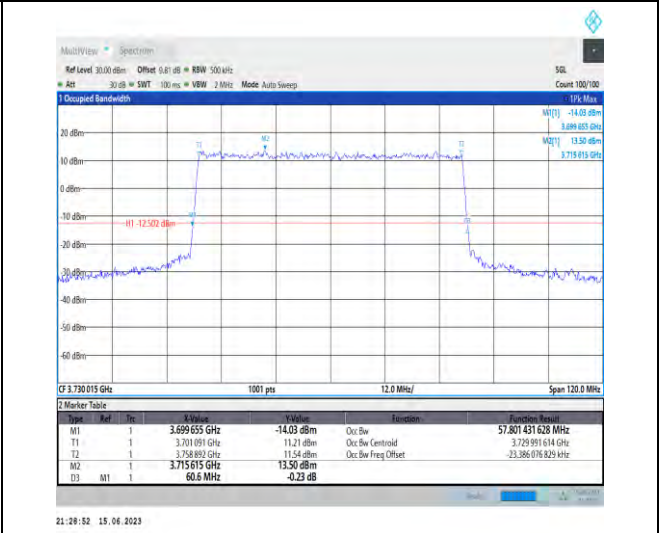 MultiView Spectrum
Ref Level 30.00 dBm Offset 9.81 dB RBW 500 kHz SGL
Att 30 dB SWT 100 ms VBW 2 MHz Mode Auto Sweep Count 100/100
1 Occupied Bandwidth 1Pk Max
M1[1] -14.03 dBm
3.699 655 GHz
M2[1] 13.50 dBm
3.715 615 GHz
20 dBm
M2
T1 T2
10 dBm
0 dBm
-10 dBm
M1
H1 -12.502 dBm
D3
-20 dBm
-30 dBm
-40 dBm
-50 dBm
-60 dBm
CF 3.730 015 GHz 1001 pts 12.0 MHz/ Span 120.0 MHz
2 Marker Table
Type Ref Trc X-Value Y-Value Function Function Result
M1 1 3.699 655 GHz -14.03 dBm Occ Bw 57.801 431 628 MHz
T1 1 3.701 091 GHz 11.21 dBm Occ Bw Centroid 3.729 991 614 GHz
T2 1 3.758 892 GHz 11.54 dBm Occ Bw Freq Offset -23.386 076 829 kHz
M2 1 3.715 615 GHz 13.50 dBm
D3 M1 1 60.6 MHz -0.23 dB
21:28:52 15.06.2023